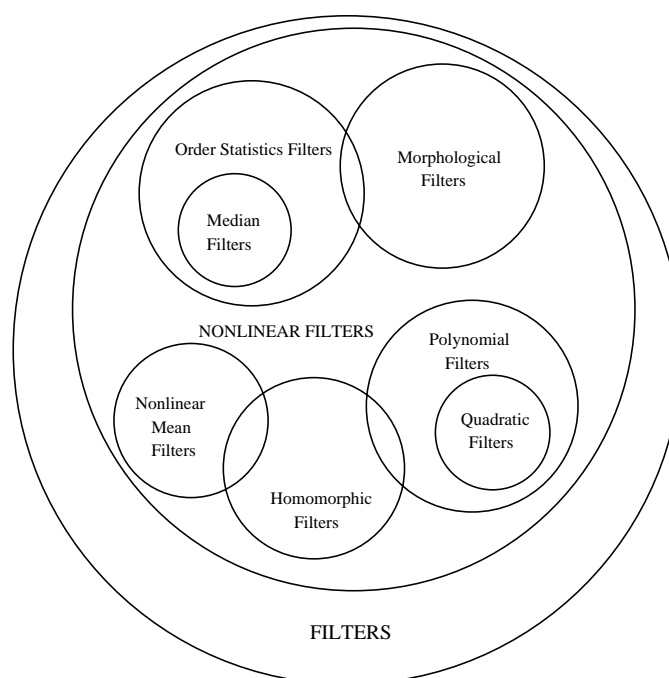 Order Statistics Filters
Morphological
Filters
Median
Filters
NONLINEAR FILTERS
Polynomial
Filters
Nonlinear
Mean
Filters
Quadratic
Filters
Homomorphic
Filters
FILTERS